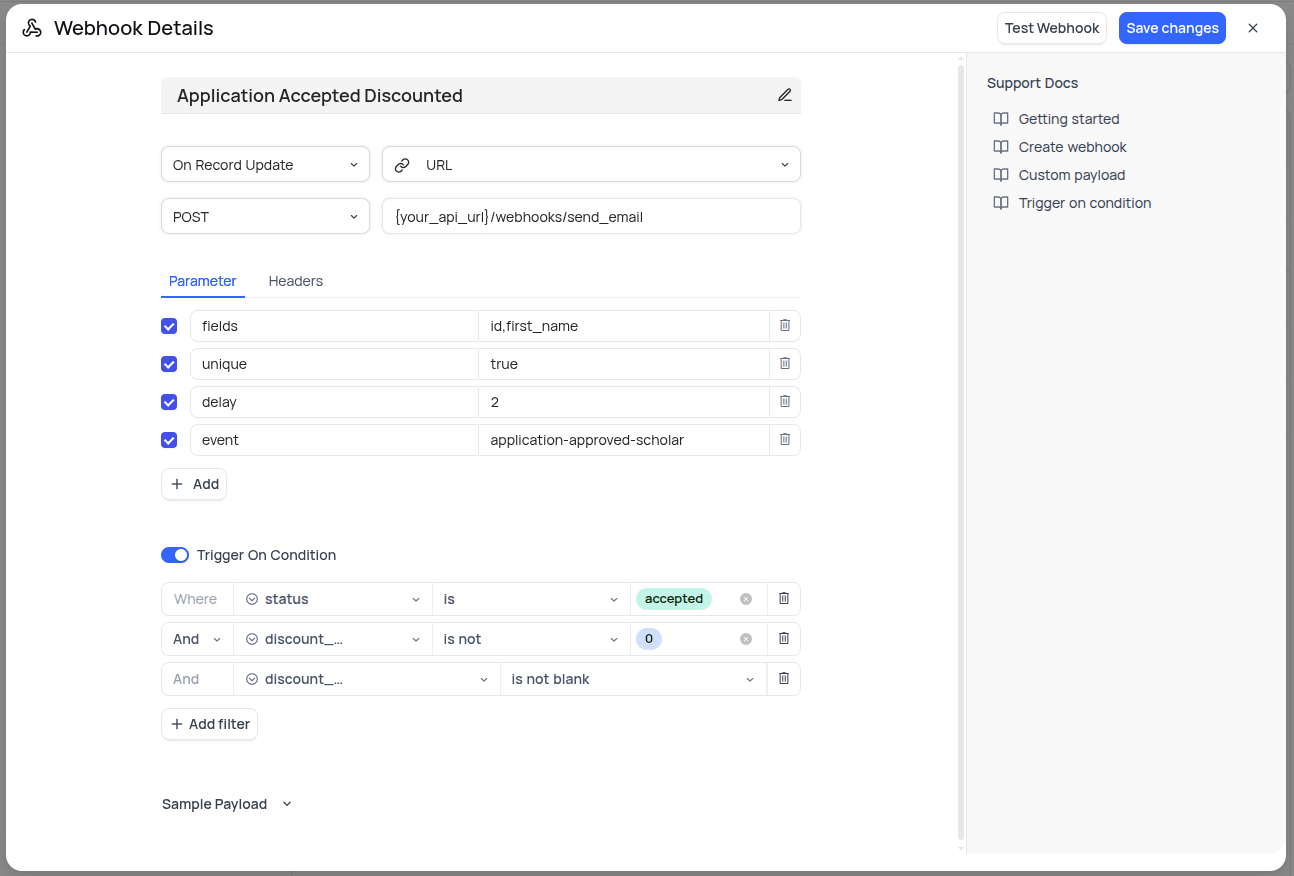 Webhook Details
Test Webhook
Save changes
Application Accepted Discounted
On Record Update
URL
POST
{your_api_url}/webhooks/send_email
Parameter
Headers
fields
id,first_name
unique
true
delay
2
event
application-approved-scholar
Add
Trigger On Condition
Where
status
is
accepted
And
discount_...
is not
0
And
discount_...
is not blank
Add filter
Sample Payload
Support Docs
Getting started
Create webhook
Custom payload
Trigger on condition